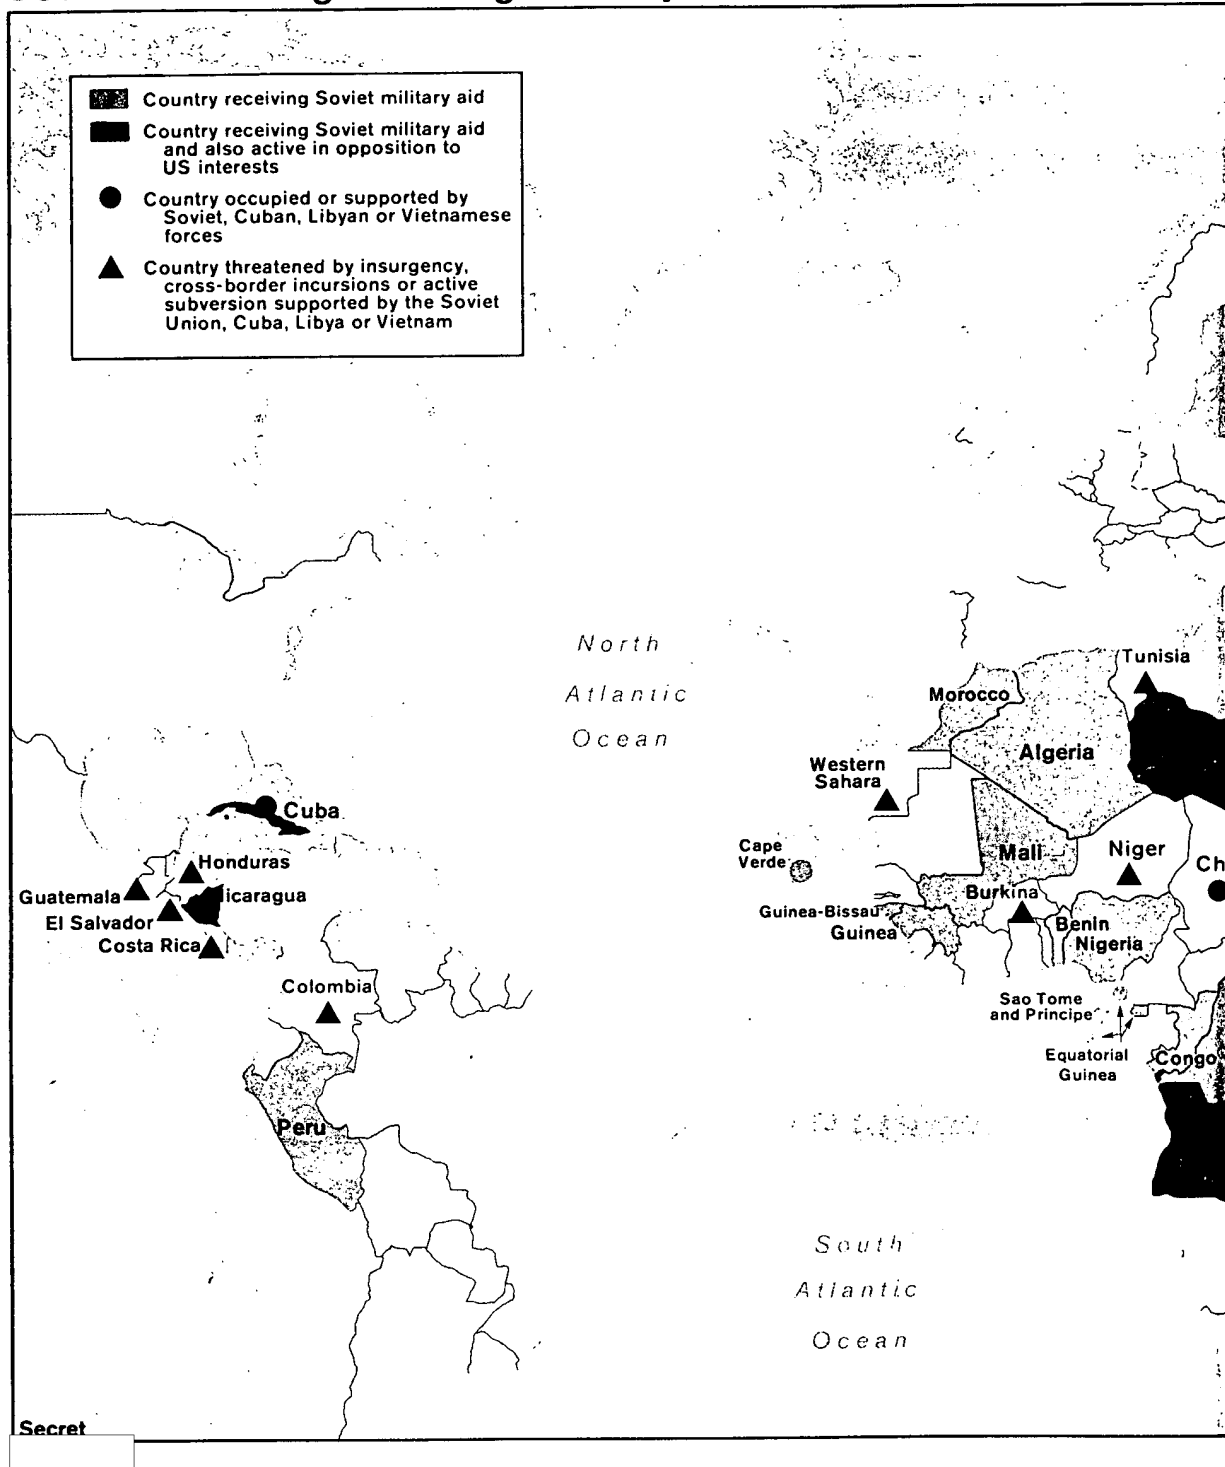 Country receiving Soviet military aid
Country receiving Soviet military aid
and also active in opposition to
US interests
Country occupied or supported by
Soviet, Cuban, Libyan or Vietnamese
forces
Country threatened by insurgency,
cross-border incursions or active
subversion supported by the Soviet
Union, Cuba, Libya or Vietnam
North
Atlantic
Ocean
Tunisia
Morocco
Algeria
Western
Sahara
Cuba
Cape
Verde
Mali
Niger
Ch
Honduras
Guatemala
Nicaragua
El Salvador
Costa Rica
Burkina
Guinea-Bissau
Guinea
Benin
Nigeria
Colombia
Sao Tome
and Principe
Equatorial
Guinea
Congo
Peru
South
Atlantic
Ocean
Secret